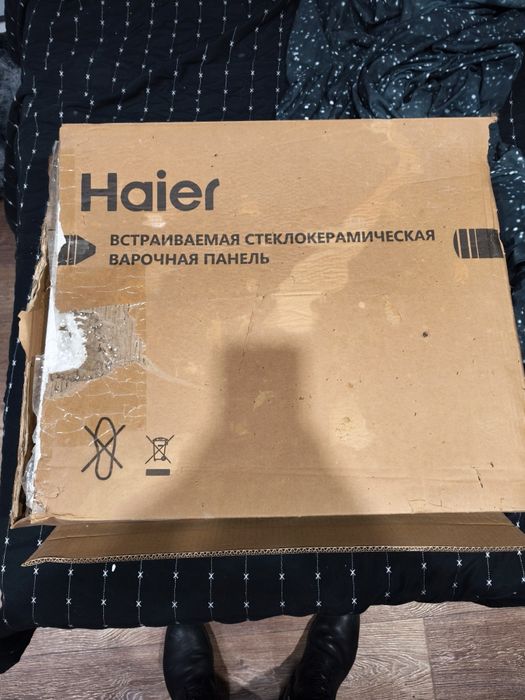 Haier
ВСТРАИВАЕМАЯ СТЕКЛОКЕРАМИЧЕСКАЯ
ВАРОЧНАЯ ПАНЕЛЬ